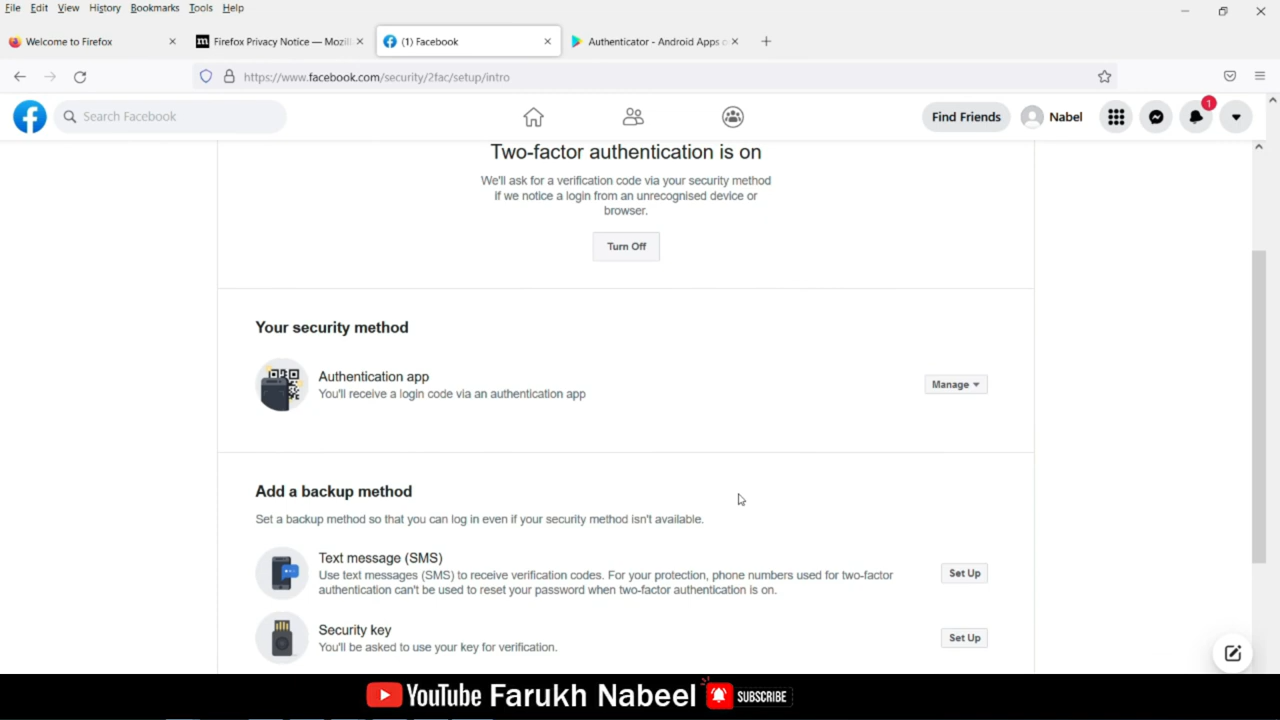 File Edit View History Bookmarks Tools Help
Welcome to Firefox
Firefox Privacy Notice — Mozil
(1) Facebook
Authenticator - Android Apps o
https://www.facebook.com/security/2fac/setup/intro
Search Facebook
Find Friends
Nabel
1
Two-factor authentication is on
We'll ask for a verification code via your security method
if we notice a login from an unrecognised device or
browser.
Turn Off
Your security method
Authentication app
You'll receive a login code via an authentication app
Manage
Add a backup method
Set a backup method so that you can log in even if your security method isn't available.
Text message (SMS)
Use text messages (SMS) to receive verification codes. For your protection, phone numbers used for two-factor
authentication can't be used to reset your password when two-factor authentication is on.
Set Up
Security key
You'll be asked to use your key for verification.
Set Up
YouTube Farukh Nabeel SUBSCRIBE